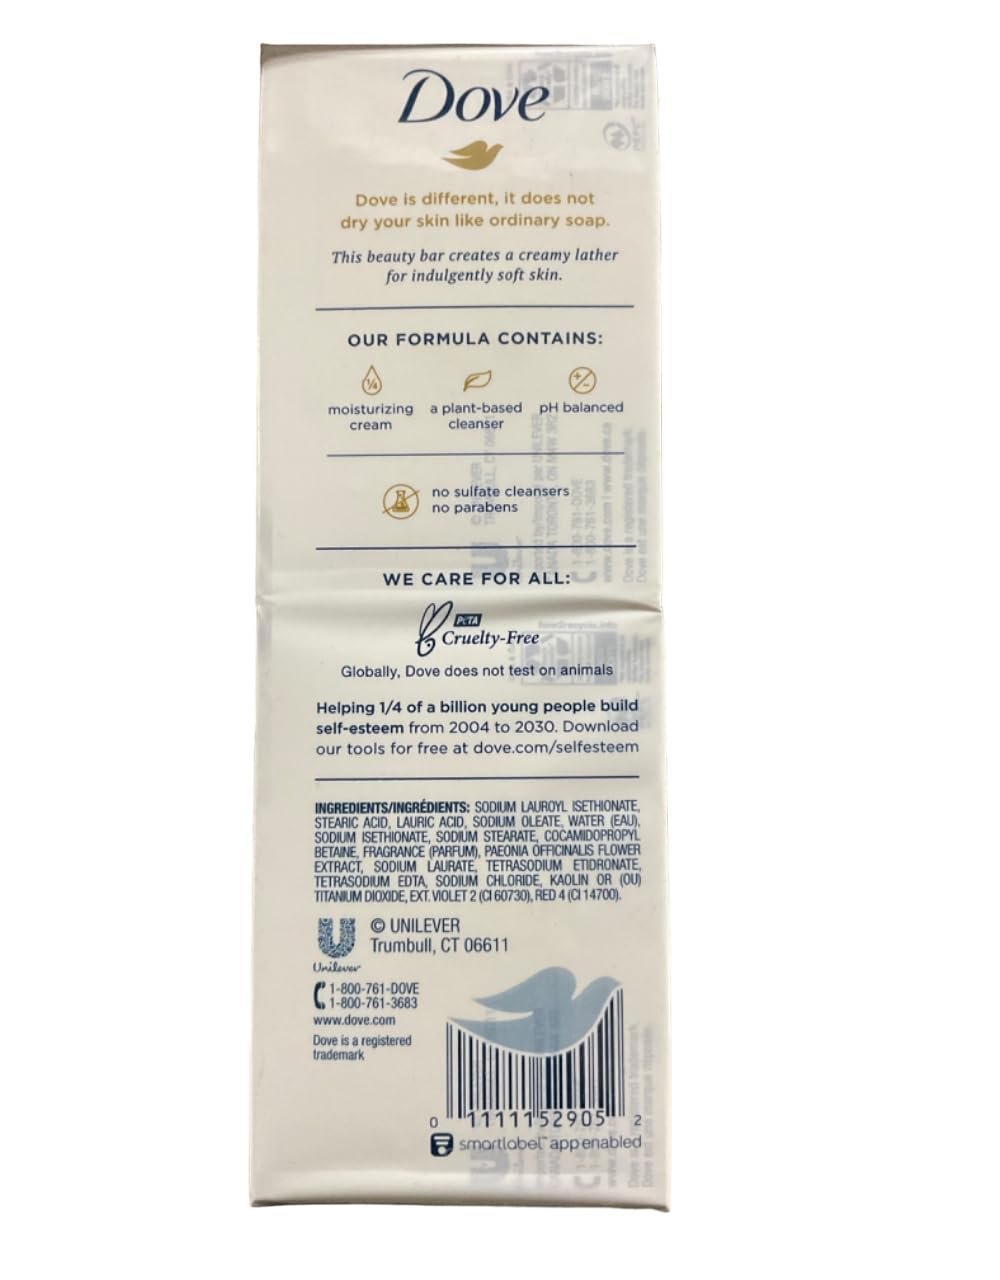 Dove
Dove is different, it does not
dry your skin like ordinary soap.
This beauty bar creates a creamy lather
for indulgently soft skin.
OUR FORMULA CONTAINS:
1/4
moisturizing
cream
a plant-based
cleanser
pH balanced
no sulfate cleansers
no parabens
WE CARE FOR ALL:
PETA
Cruelty-Free
Globally, Dove does not test on animals
Helping 1/4 of a billion young people build
self-esteem from 2004 to 2030. Download
our tools for free at dove.com/selfesteem
INGREDIENTS/INGRÉDIENTS: SODIUM LAUROYL ISETHIONATE,
STEARIC ACID, LAURIC ACID, SODIUM OLEATE, WATER (EAU),
SODIUM ISETHIONATE, SODIUM STEARATE, COCAMIDOPROPYL
BETAINE, FRAGRANCE (PARFUM), PAEONIA OFFICINALIS FLOWER
EXTRACT, SODIUM LAURATE, TETRASODIUM ETIDRONATE,
TETRASODIUM EDTA, SODIUM CHLORIDE, KAOLIN OR (OU)
TITANIUM DIOXIDE, EXT. VIOLET 2 (CI 60730), RED 4 (CI 14700).
© UNILEVER
Trumbull, CT 06611
Unilever
1-800-761-DOVE
1-800-761-3683
www.dove.com
Dove is a registered
trademark
0 11111 52905 2
smartlabel™ app enabled